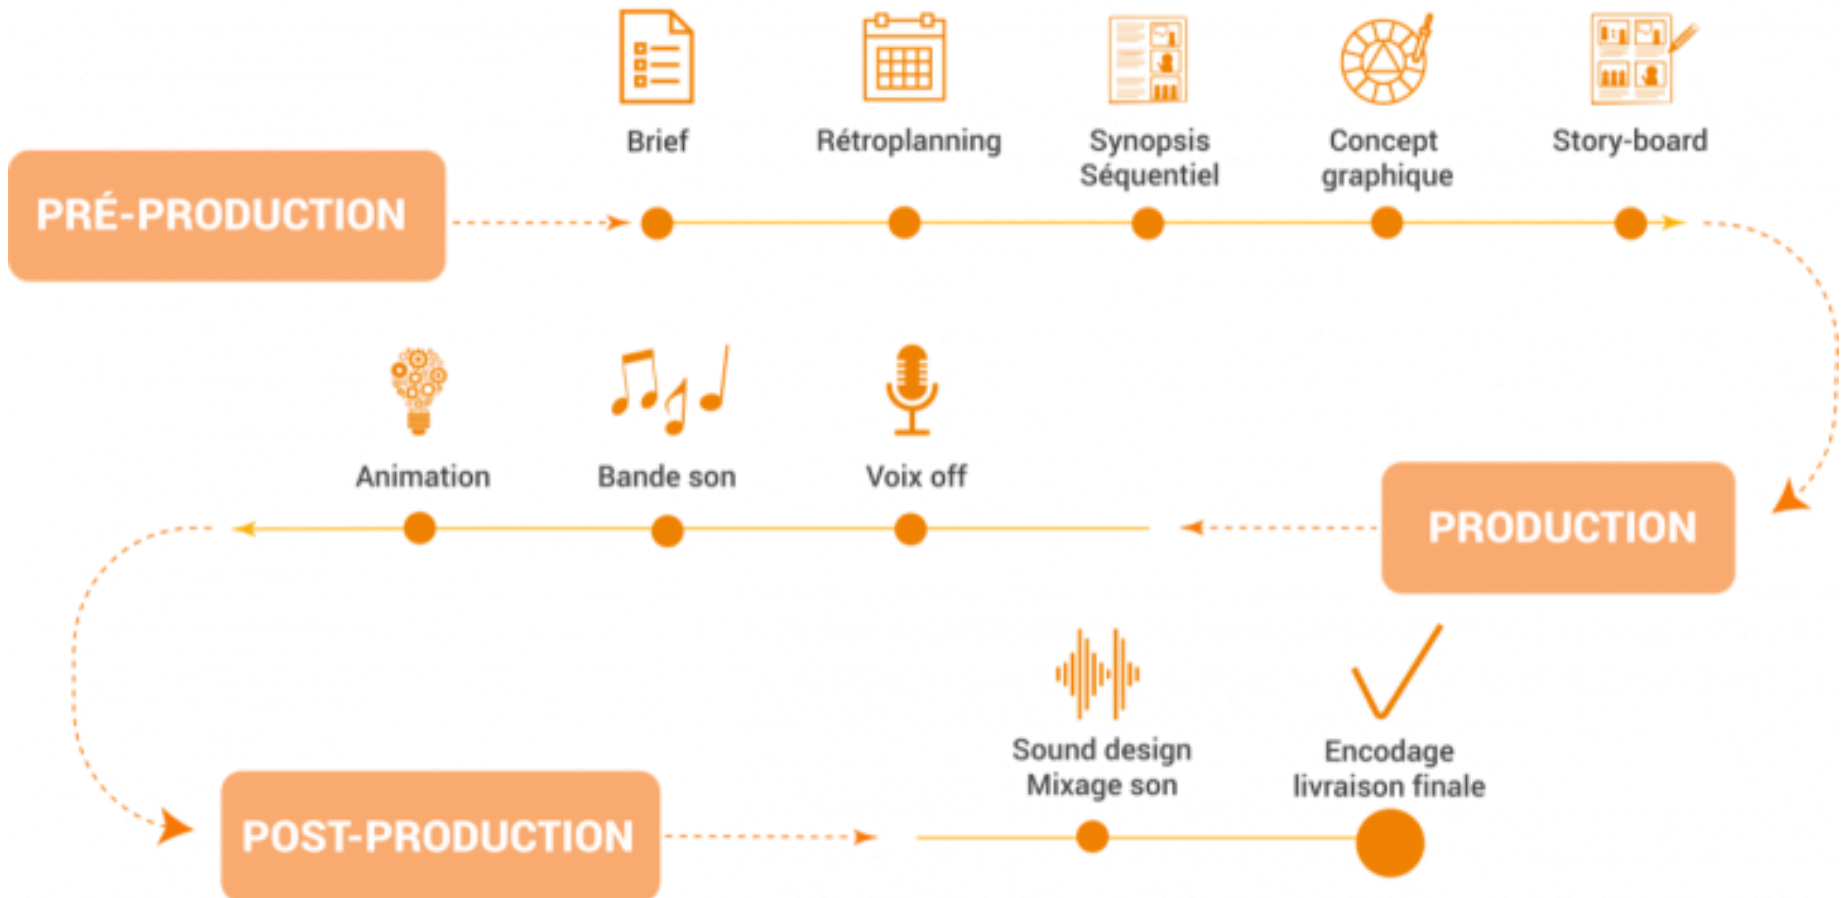 Brief
Rétroplanning
Synopsis
Séquentiel
Concept
graphique
Story-board
PRÉ-PRODUCTION
PRODUCTION
Voix off
Bande son
Animation
POST-PRODUCTION
Sound design
Mixage son
Encodage
livraison finale